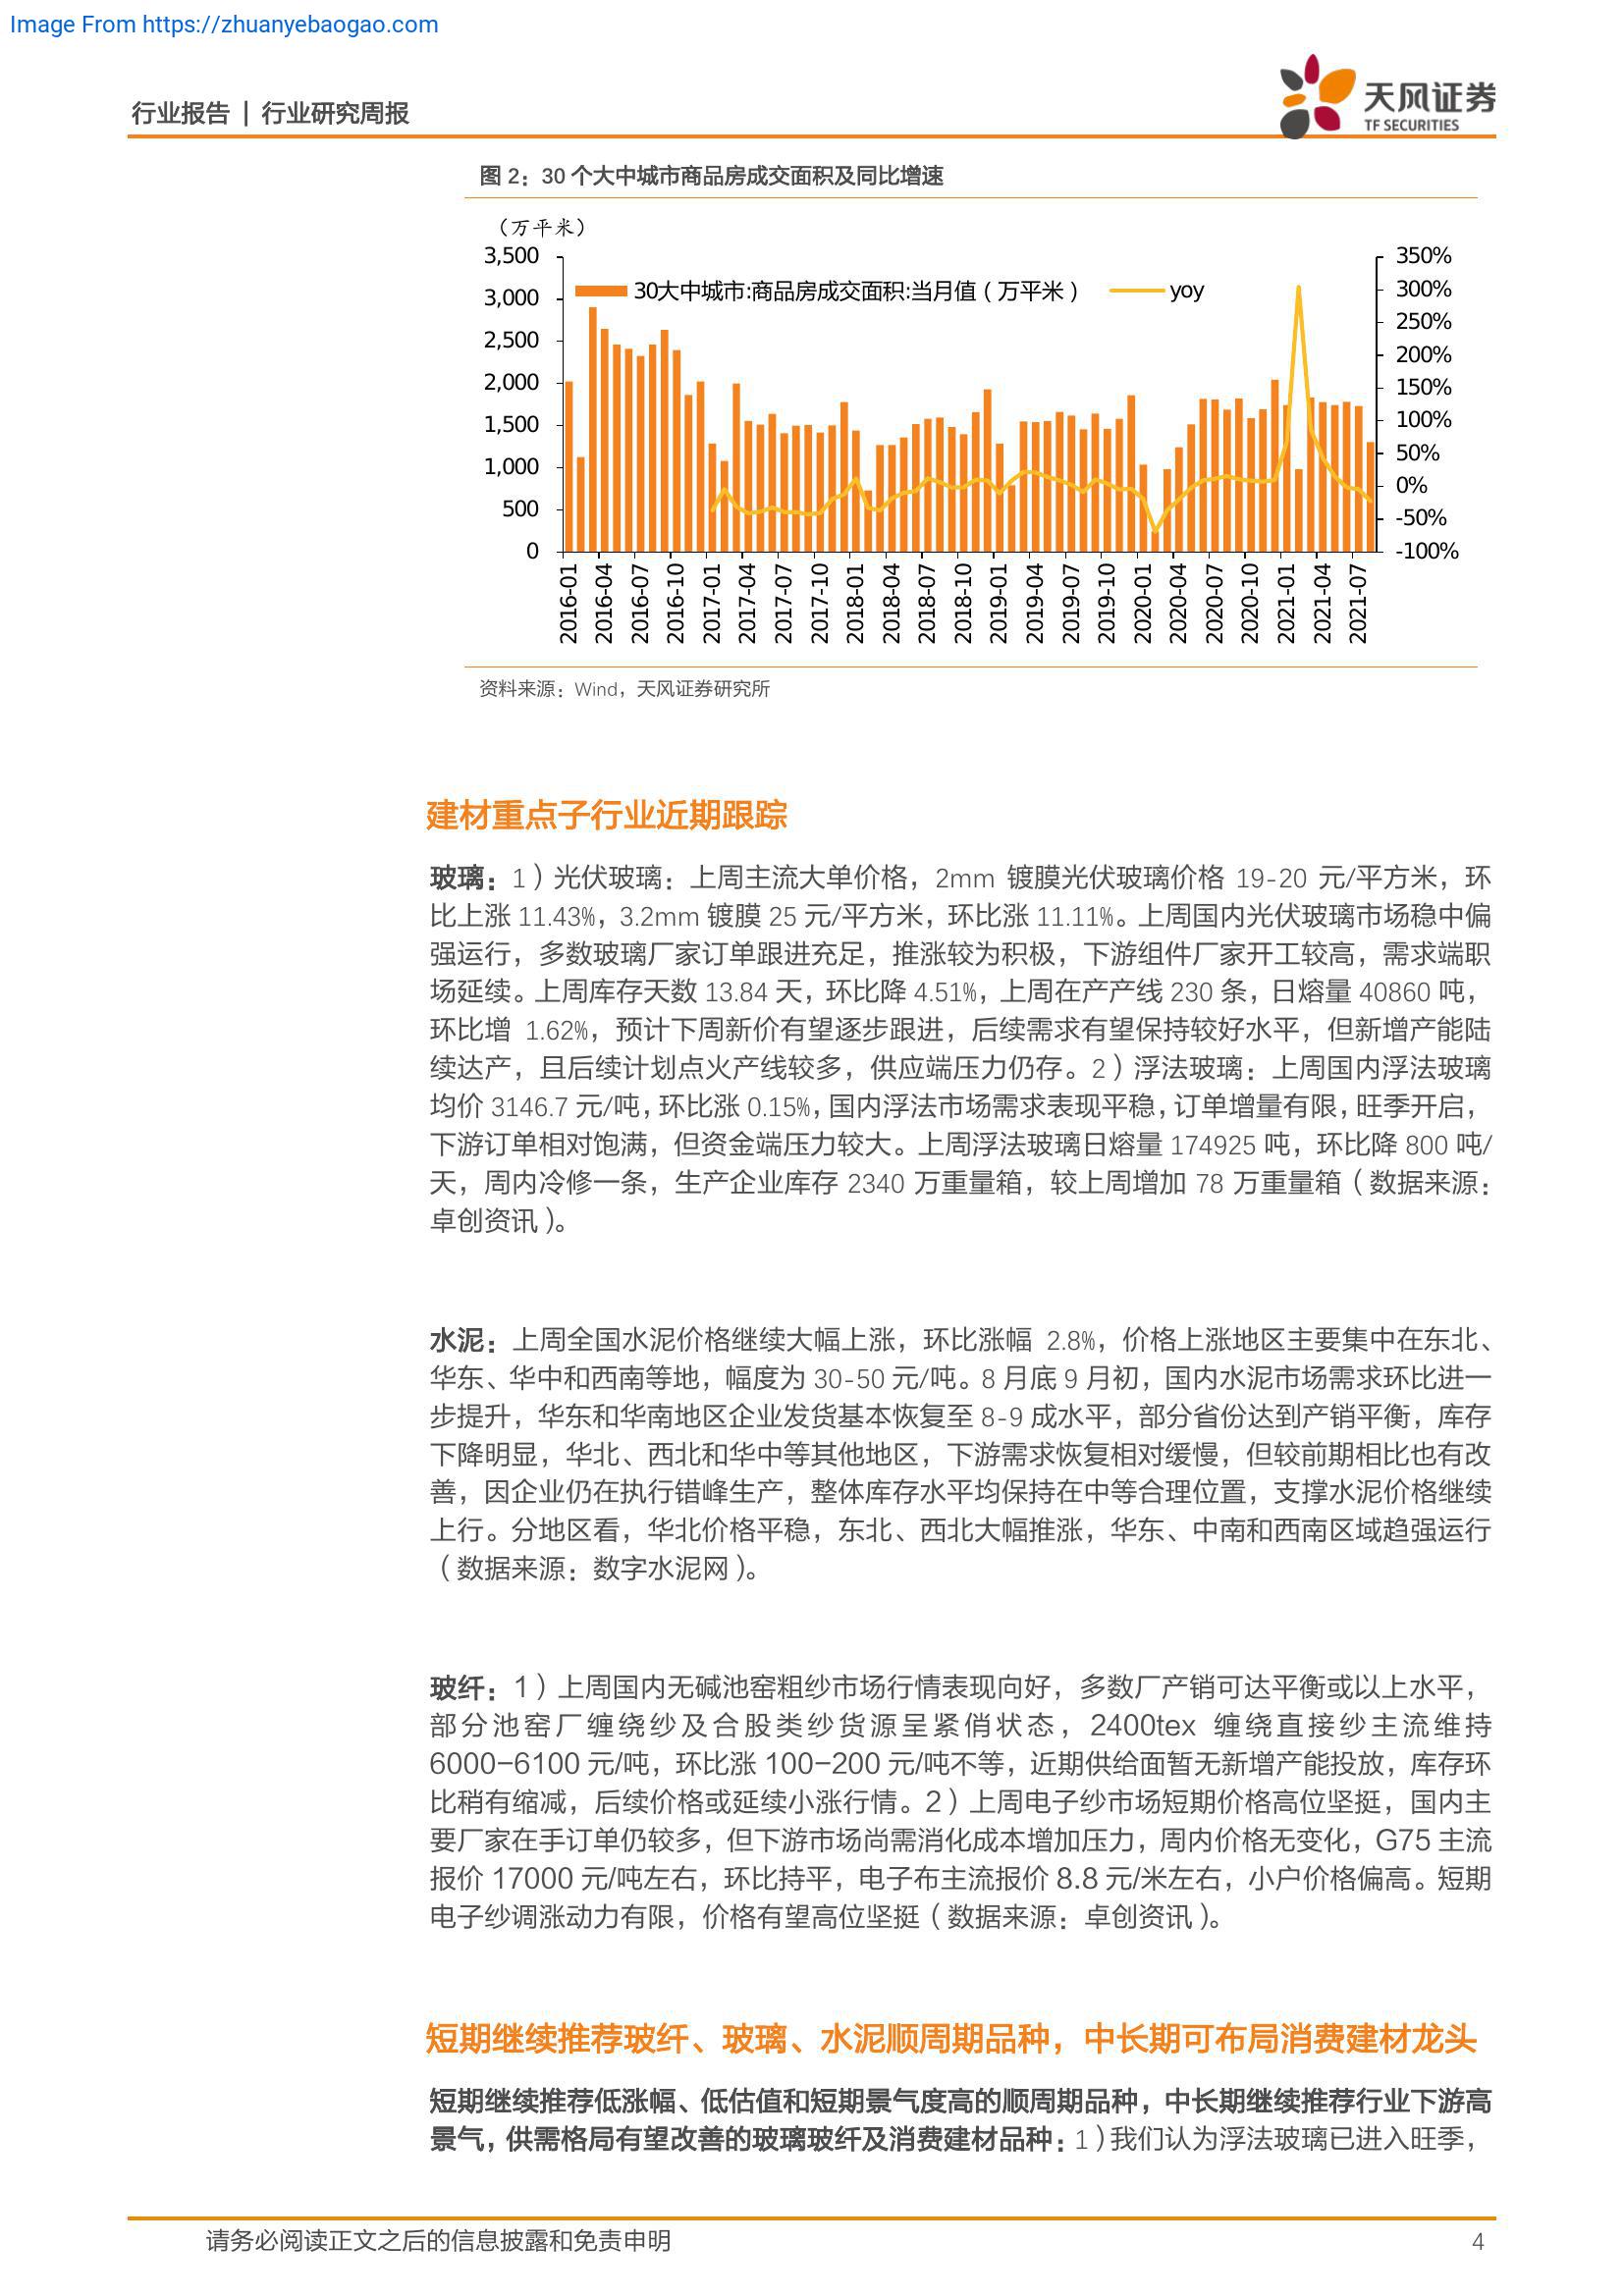 Image From https://zhuanyebaogao.com
行业报告 | 行业研究周报
天风证券
TF SECURITIES
图 2：30 个大中城市商品房成交面积及同比增速
（万平米）
3,500
3,000
2,500
2,000
1,500
1,000
500
0
30大中城市:商品房成交面积:当月值（万平米）
yoy
350%
300%
250%
200%
150%
100%
50%
0%
-50%
-100%
2016-01
2016-04
2016-07
2016-10
2017-01
2017-04
2017-07
2017-10
2018-01
2018-04
2018-07
2018-10
2019-01
2019-04
2019-07
2019-10
2020-01
2020-04
2020-07
2020-10
2021-01
2021-04
2021-07
资料来源：Wind，天风证券研究所
建材重点子行业近期跟踪
玻璃：1）光伏玻璃：上周主流大单价格，2mm 镀膜光伏玻璃价格 19-20 元/平方米，环
比上涨 11.43%，3.2mm 镀膜 25 元/平方米，环比涨 11.11%。上周国内光伏玻璃市场稳中偏
强运行，多数玻璃厂家订单跟进充足，推涨较为积极，下游组件厂家开工较高，需求端职
场延续。上周库存天数 13.84 天，环比降 4.51%，上周在产产线 230 条，日熔量 40860 吨，
环比增 1.62%，预计下周新价有望逐步跟进，后续需求有望保持较好水平，但新增产能陆
续达产，且后续计划点火产线较多，供应端压力仍存。2）浮法玻璃：上周国内浮法玻璃
均价 3146.7 元/吨，环比涨 0.15%，国内浮法市场需求表现平稳，订单增量有限，旺季开启，
下游订单相对饱满，但资金端压力较大。上周浮法玻璃日熔量 174925 吨，环比降 800 吨/
天，周内冷修一条，生产企业库存 2340 万重量箱，较上周增加 78 万重量箱（数据来源：
卓创资讯）。
水泥：上周全国水泥价格继续大幅上涨，环比涨幅 2.8%，价格上涨地区主要集中在东北、
华东、华中和西南等地，幅度为 30-50 元/吨。8 月底 9 月初，国内水泥市场需求环比进一
步提升，华东和华南地区企业发货基本恢复至 8-9 成水平，部分省份达到产销平衡，库存
下降明显，华北、西北和华中等其他地区，下游需求恢复相对缓慢，但较前期相比也有改
善，因企业仍在执行错峰生产，整体库存水平均保持在中等合理位置，支撑水泥价格继续
上行。分地区看，华北价格平稳，东北、西北大幅推涨，华东、中南和西南区域趋强运行
（数据来源：数字水泥网）。
玻纤：1）上周国内无碱池窑粗纱市场行情表现向好，多数厂产销可达平衡或以上水平，
部分池窑厂缠绕纱及合股类纱货源呈紧俏状态，2400tex 缠绕直接纱主流维持
6000-6100 元/吨，环比涨 100-200 元/吨不等，近期供给面暂无新增产能投放，库存环
比稍有缩减，后续价格或延续小涨行情。2）上周电子纱市场短期价格高位坚挺，国内主
要厂家在手订单仍较多，但下游市场尚需消化成本增加压力，周内价格无变化，G75 主流
报价 17000 元/吨左右，环比持平，电子布主流报价 8.8 元/米左右，小户价格偏高。短期
电子纱调涨动力有限，价格有望高位坚挺（数据来源：卓创资讯）。
短期继续推荐玻纤、玻璃、水泥顺周期品种，中长期可布局消费建材龙头
短期继续推荐低涨幅、低估值和短期景气度高的顺周期品种，中长期继续推荐行业下游高
景气，供需格局有望改善的玻璃玻纤及消费建材品种：1）我们认为浮法玻璃已进入旺季，
请务必阅读正文之后的信息披露和免责申明
4